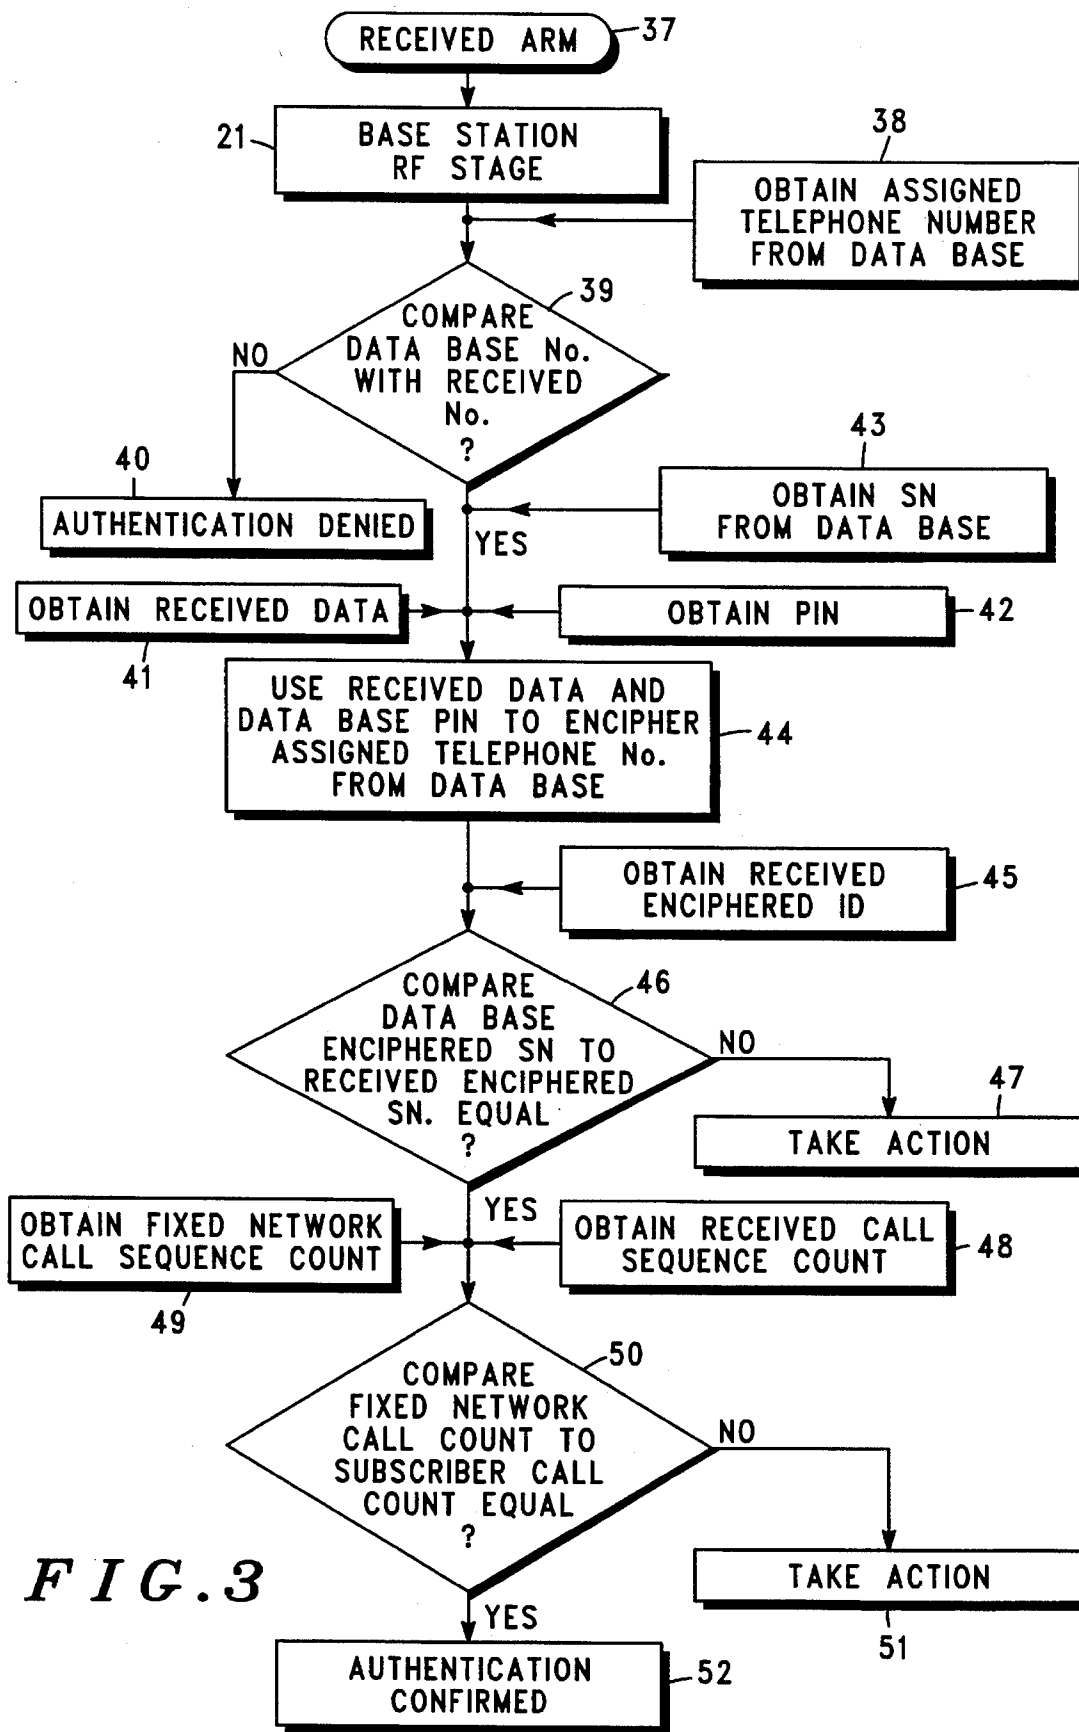 RECEIVED ARM
37
BASE STATION
RF STAGE
21
38
OBTAIN ASSIGNED
TELEPHONE NUMBER
FROM DATA BASE
39
COMPARE
DATA BASE No.
WITH RECEIVED
No.
?
NO
40
AUTHENTICATION DENIED
YES
43
OBTAIN SN
FROM DATA BASE
OBTAIN RECEIVED DATA
41
OBTAIN PIN
42
USE RECEIVED DATA AND
DATA BASE PIN TO ENCIPHER
ASSIGNED TELEPHONE No.
FROM DATA BASE
44
OBTAIN RECEIVED
ENCIPHERED ID
45
COMPARE
DATA BASE
ENCIPHERED SN TO
RECEIVED ENCIPHERED
SN. EQUAL
?
46
NO
47
TAKE ACTION
YES
OBTAIN FIXED NETWORK
CALL SEQUENCE COUNT
49
OBTAIN RECEIVED CALL
SEQUENCE COUNT
48
COMPARE
FIXED NETWORK
CALL COUNT TO
SUBSCRIBER CALL
COUNT EQUAL
?
50
NO
TAKE ACTION
51
YES
AUTHENTICATION
CONFIRMED
52
FIG.3